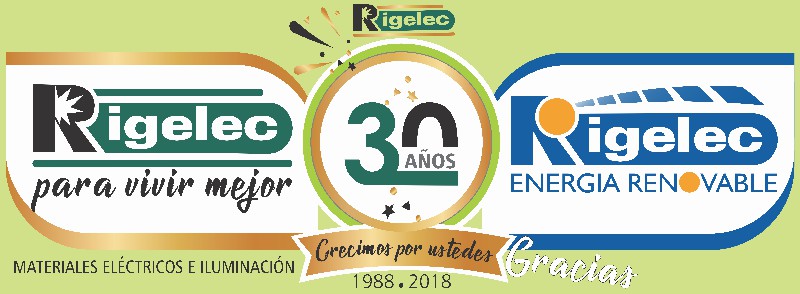 Rigelec
Rigelec
para vivir mejor
MATERIALES ELÉCTRICOS E ILUMINACIÓN
30
AÑOS
Crecimos por ustedes
1988.2018
Gracias
Rigelec
ENERGIA RENOVABLE